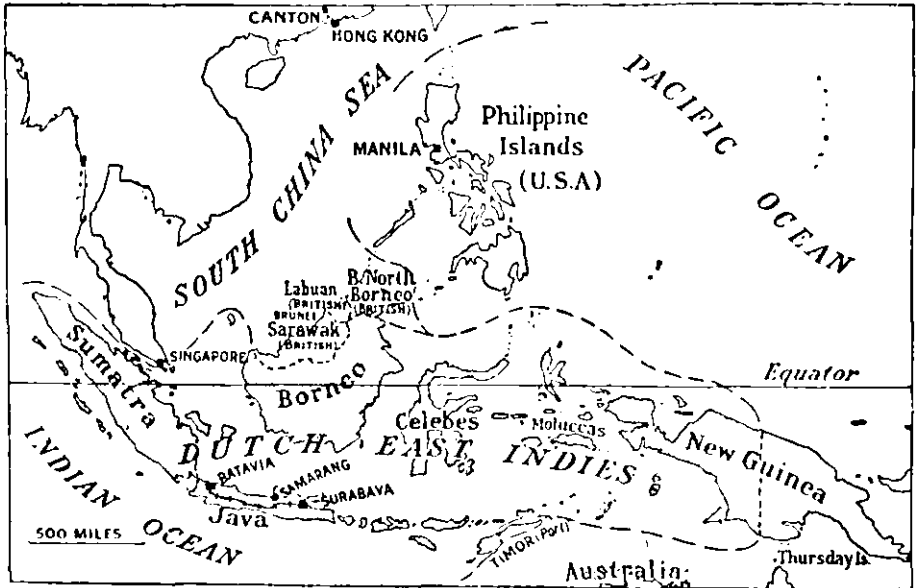 CANTON
HONG KONG
PACIFIC
OCEAN
SOUTH CHINA SEA
Philippine
Islands
(U.S.A)
MANILA
Labuan
(BRITISH)
BRUNEI
Sarawak
(BRITISH)
B. North
Borneo
(BRITISH)
SINGAPORE
Sumatra
Borneo
Equator
Celebes
Moluccas
DUTCH EAST INDIES
New Guinea
BATAVIA
SAMARANG
SURABAYA
Java
INDIAN OCEAN
500 MILES
TIMOR (Port)
Australia
Thursday Is.